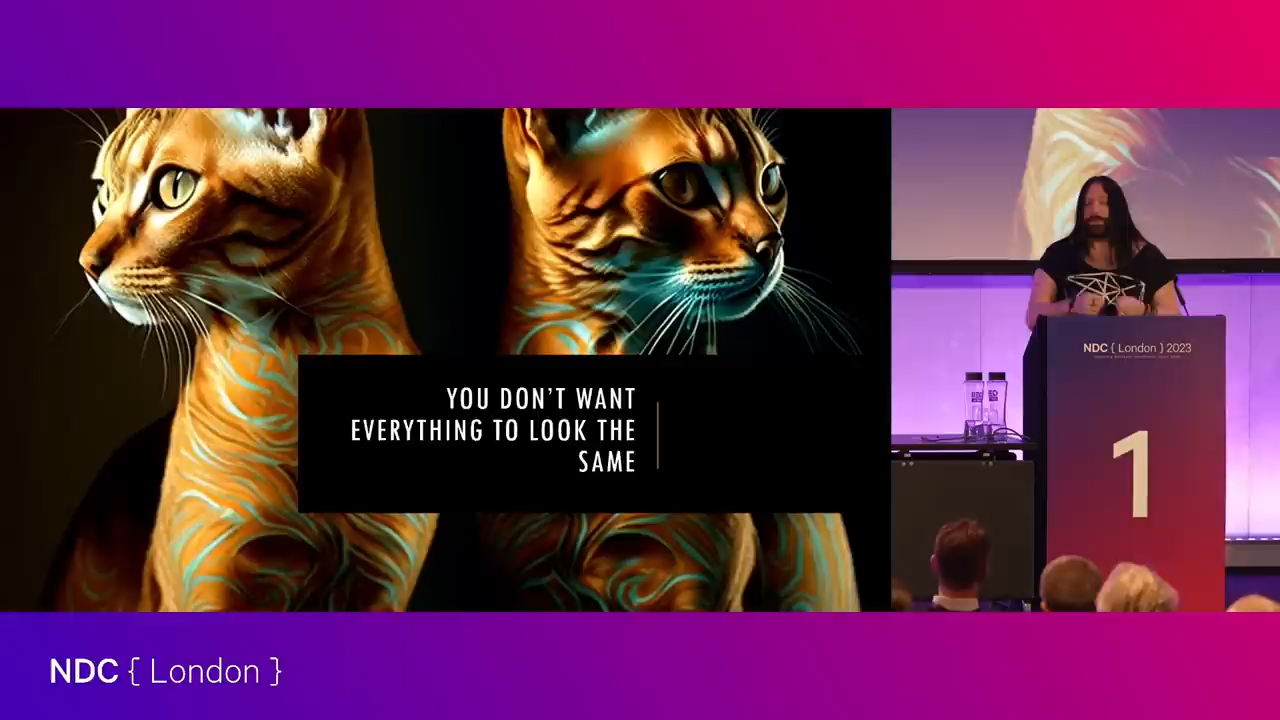 YOU DON'T WANT
EVERYTHING TO LOOK THE
SAME
NDC { London } 2023
1
NDC { London }